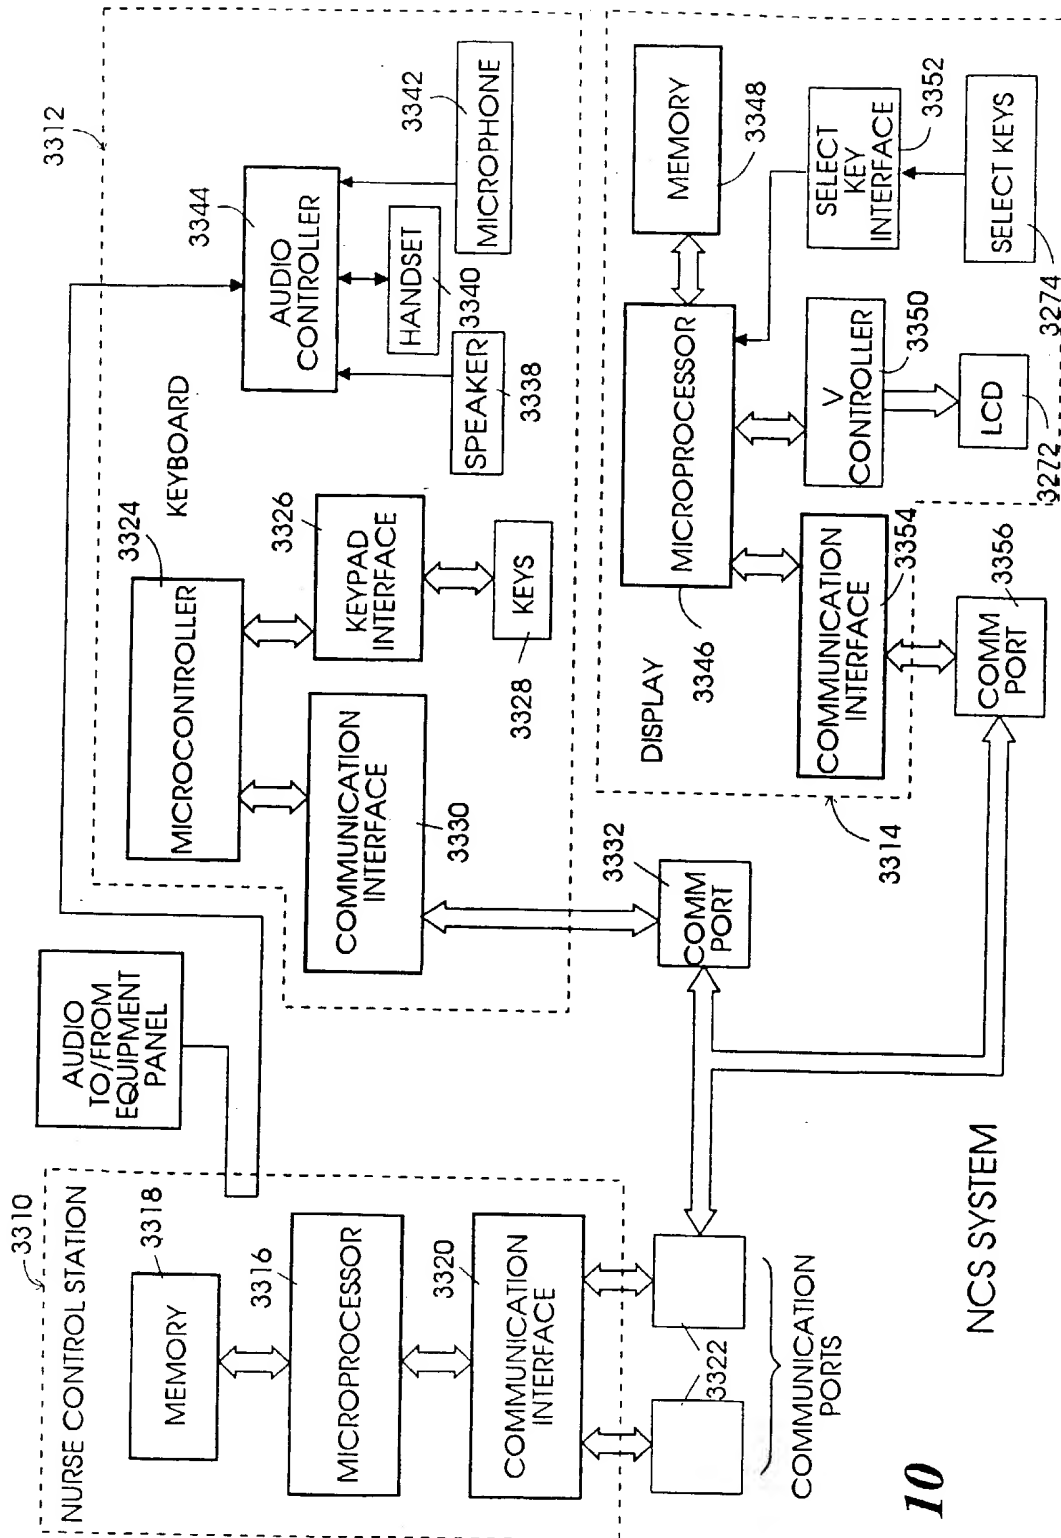 3310
NURSE CONTROL STATION
MEMORY
3318
MICROPROCESSOR
3316
COMMUNICATION
INTERFACE
3320
3322
COMMUNICATION
PORTS
AUDIO
TO/FROM
EQUIPMENT
PANEL
3312
KEYBOARD
MICROCONTROLLER
3324
COMMUNICATION
INTERFACE
3330
KEYPAD
INTERFACE
3326
KEYS
3328
AUDIO
CONTROLLER
3344
SPEAKER
3338
HANDSET
3340
MICROPHONE
3342
COMM
PORT
3332
3314
DISPLAY
MICROPROCESSOR
3346
MEMORY
3348
COMMUNICATION
INTERFACE
3354
V
CONTROLLER
3350
SELECT
KEY
INTERFACE
3352
LCD
3272
SELECT KEYS
3274
COMM
PORT
3356
NCS SYSTEM
10